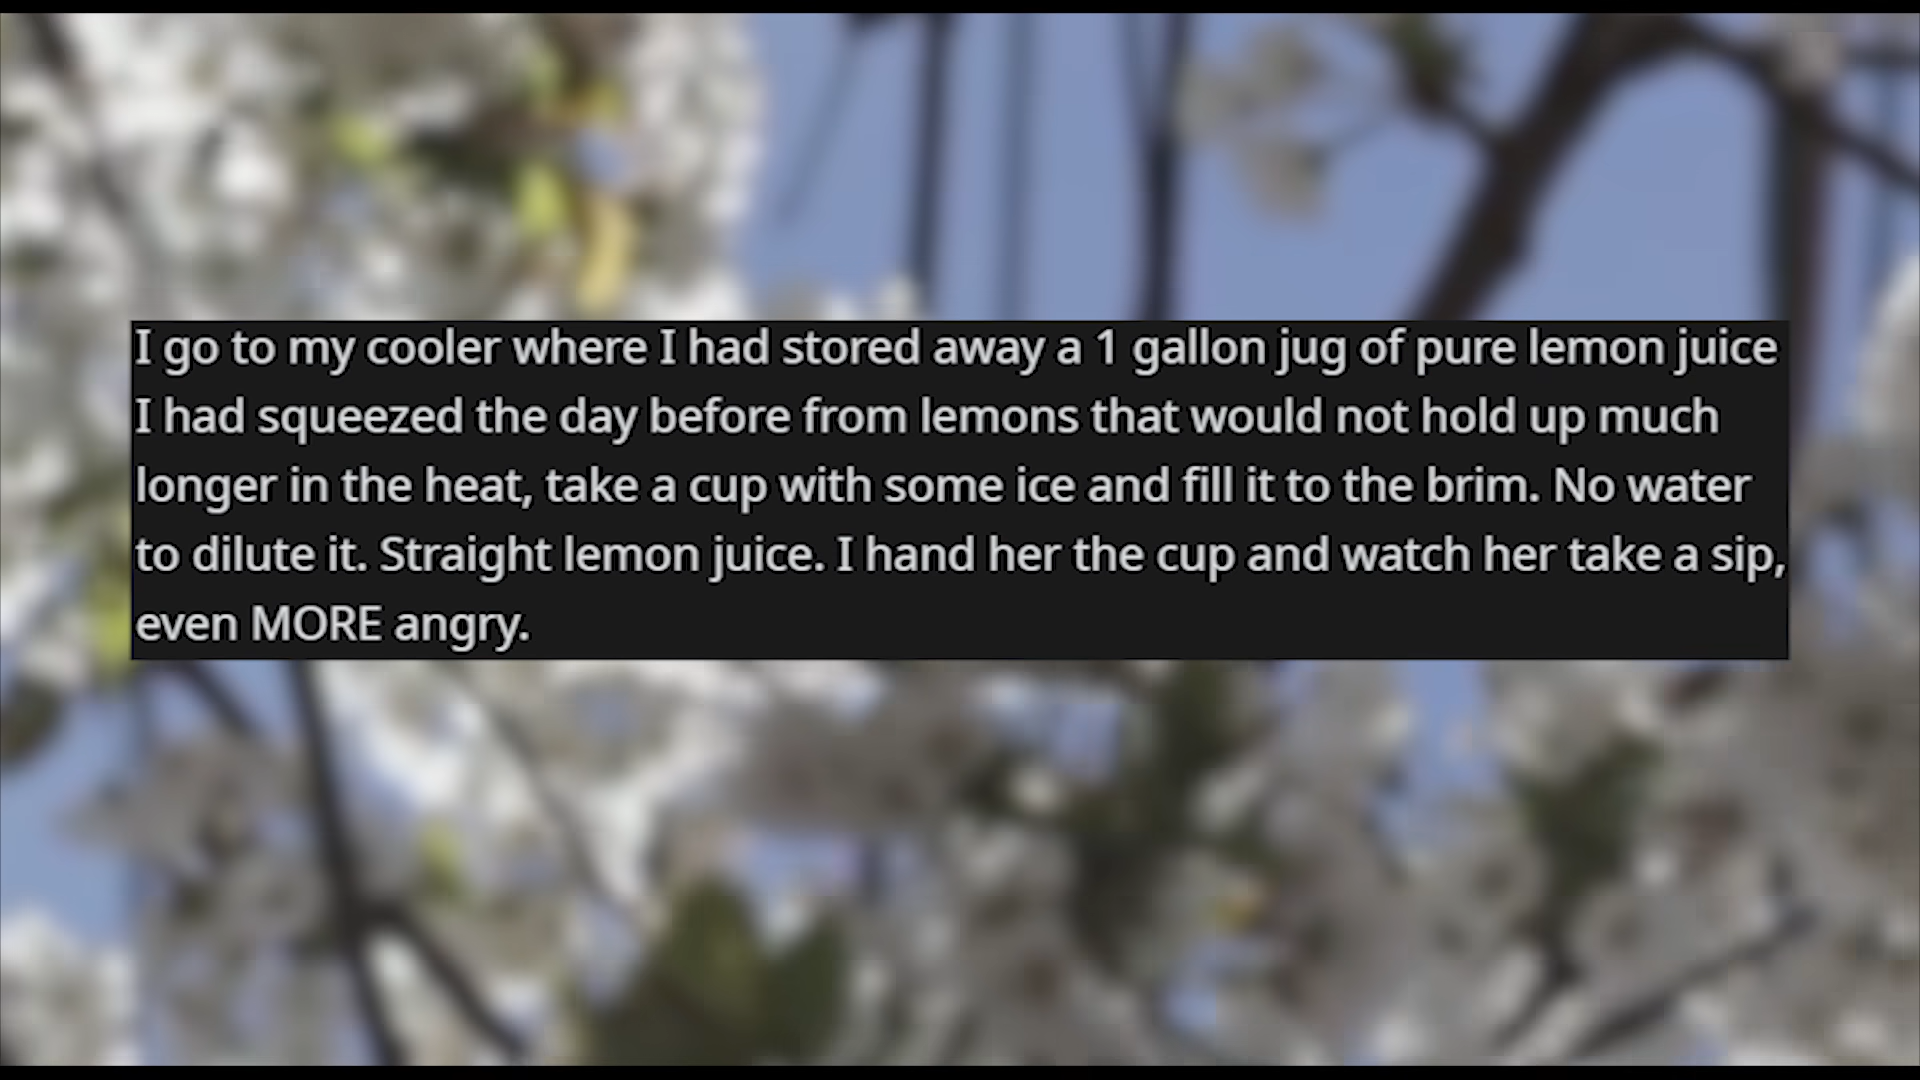 I go to my cooler where I had stored away a 1 gallon jug of pure lemon juice
I had squeezed the day before from lemons that would not hold up much
longer in the heat, take a cup with some ice and fill it to the brim. No water
to dilute it. Straight lemon juice. I hand her the cup and watch her take a sip,
even MORE angry.